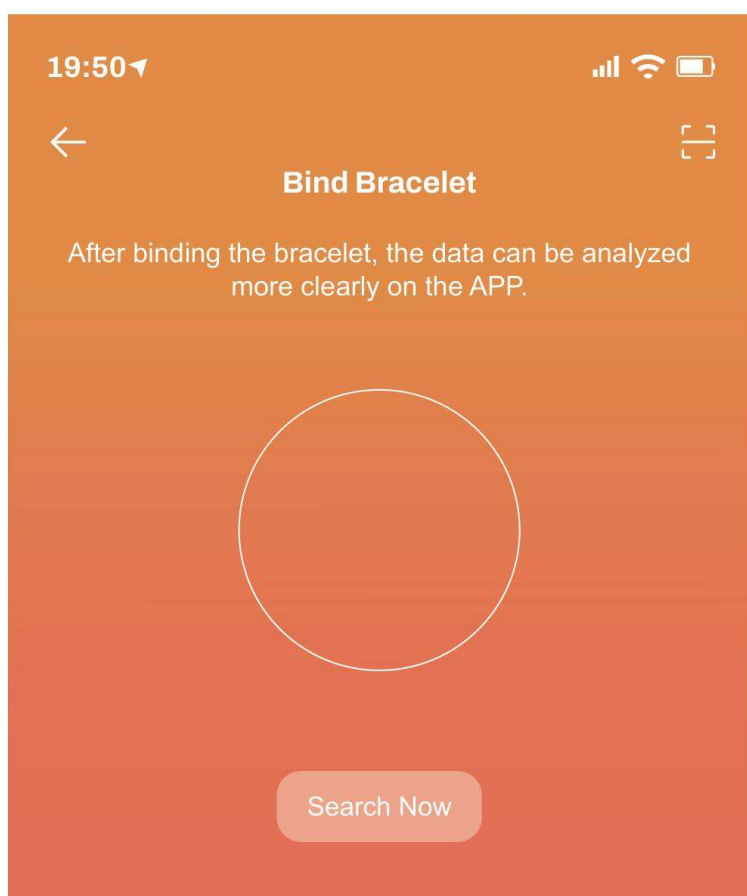 19:50
Bind Bracelet
After binding the bracelet, the data can be analyzed
more clearly on the APP.
Search Now